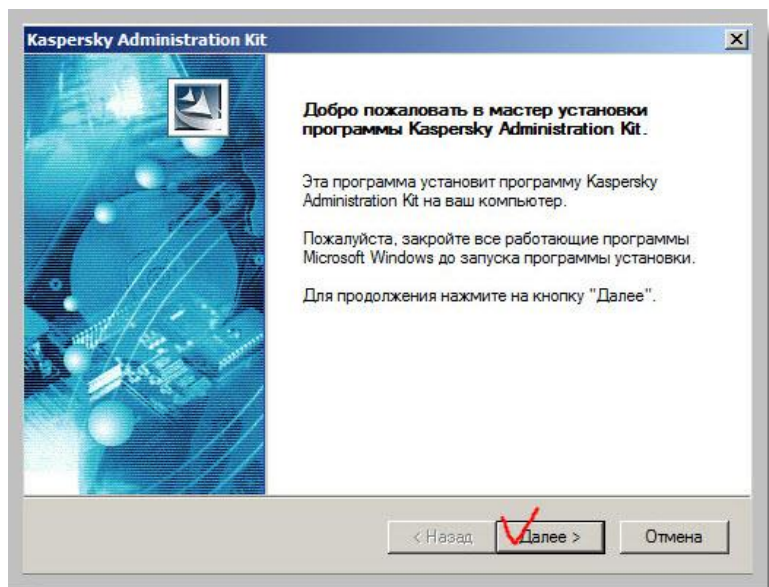 Kaspersky Administration Kit
Добро пожаловать в мастер установки
программы Kaspersky Administration Kit.
Эта программа установит программу Kaspersky
Administration Kit на ваш компьютер.
Пожалуйста, закройте все работающие программы
Microsoft Windows до запуска программы установки.
Для продолжения нажмите на кнопку "Далее".
< Назад
Далее >
Отмена